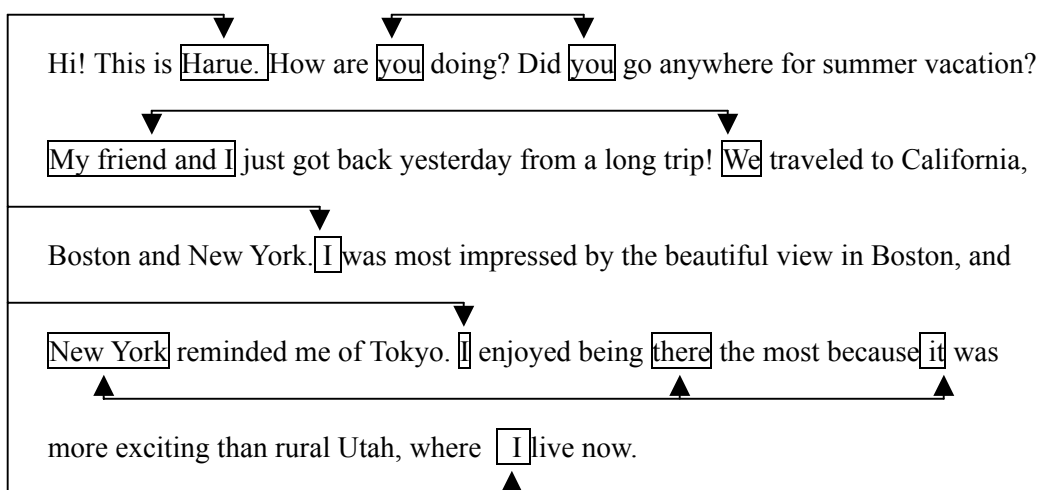 Hi! This is Harue. How are you doing? Did you go anywhere for summer vacation?
My friend and I just got back yesterday from a long trip! We traveled to California,
Boston and New York. I was most impressed by the beautiful view in Boston, and
New York reminded me of Tokyo. I enjoyed being there the most because it was
more exciting than rural Utah, where I live now.